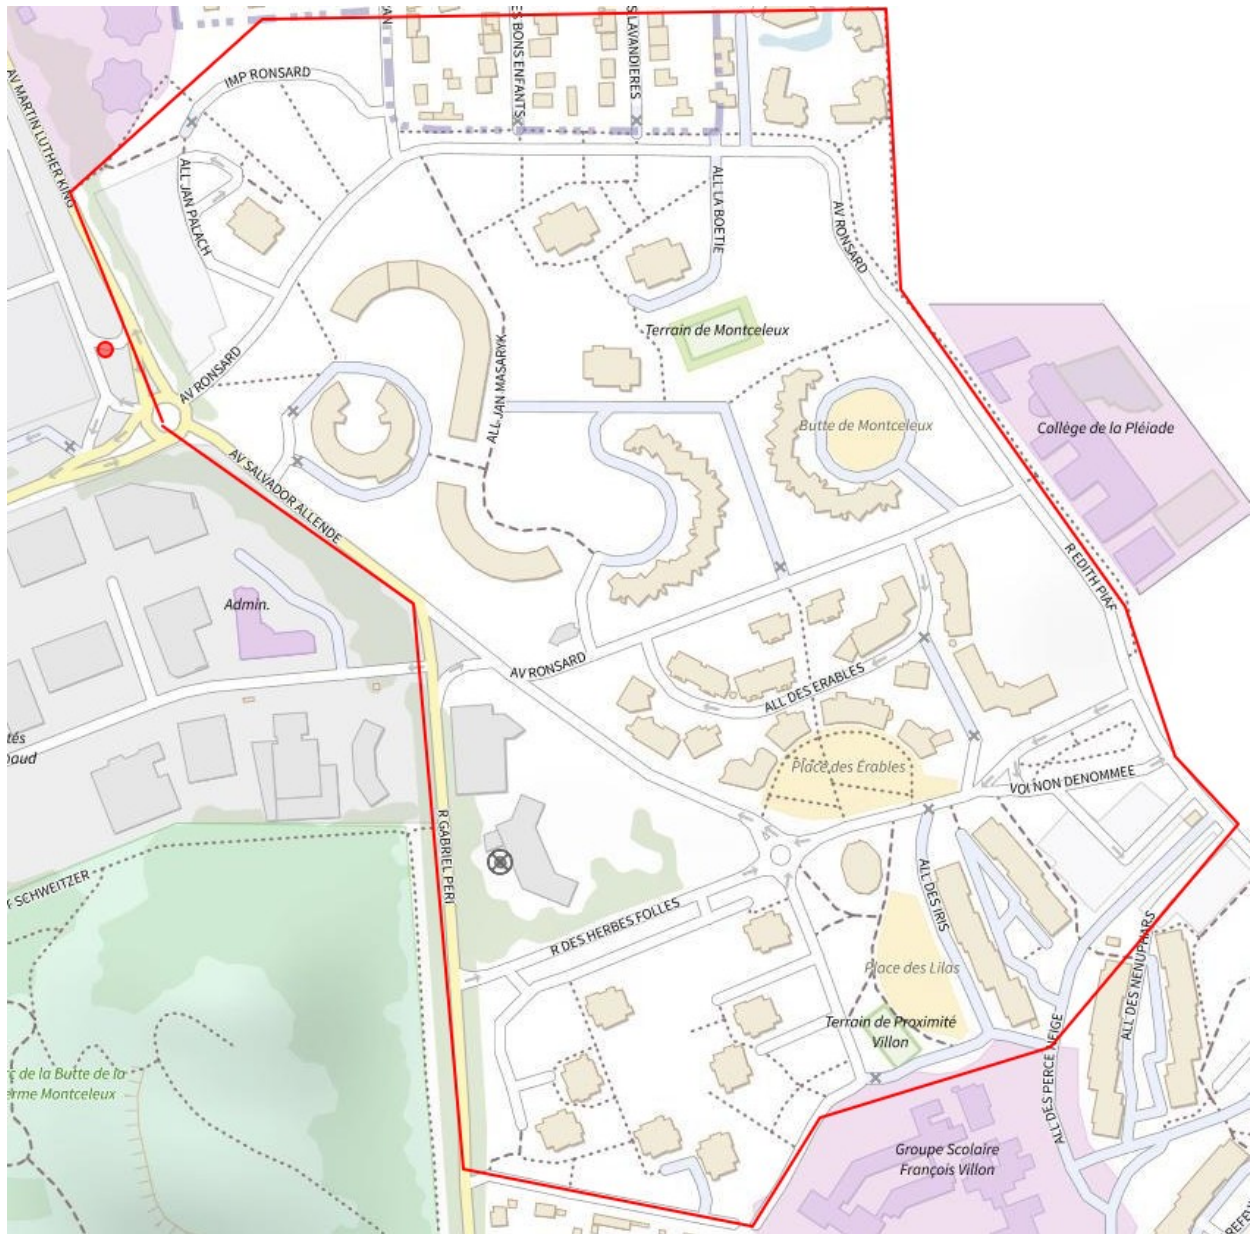 IMP RONSARD
ES BONS ENFANTS
S LAVANDIERES
AV MARTIN LUTHER KING
ALL JAN PALACH
ALL LA BOETIE
AV RONSARD
AV RONSARD
Terrain de Montceleux
ALL JAN MASARYK
Butte de Montceleux
Collège de la Pléiade
AV SALVADOR ALLENDE
R EDITH PIAF
Admin.
AV RONSARD
ALL DES ERABLES
tés
baud
Place des Érables
VOI NON DENOMMEE
R GABRIEL PERI
F SCHWEITZER
ALL DES IRIS
R DES HERBES FOLLES
ALL DES NENUPHARS
Place des Lilas
Terrain de Proximité
Villon
ALL DES PERCE NEIGE
c de la Butte de la
erme Montceleux
Groupe Scolaire
François Villon